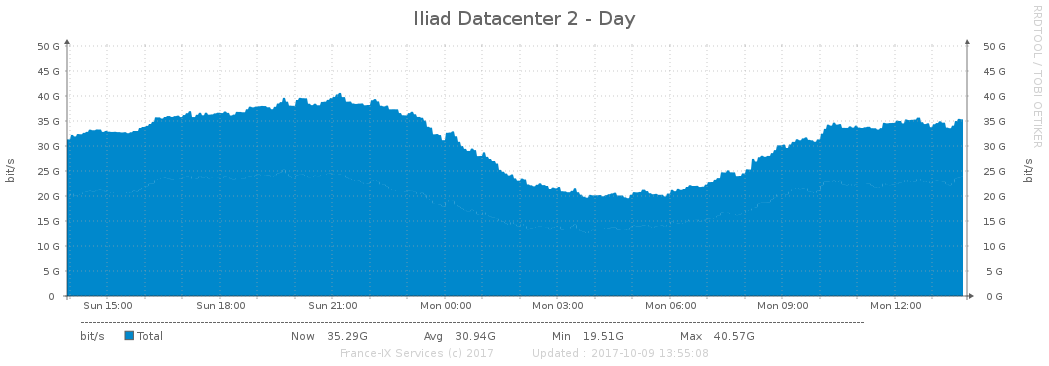 Iliad Datacenter 2 - Day
RRDTOOL / TOBI OETIKER
50 G 50 G
45 G 45 G
40 G 40 G
35 G 35 G
30 G 30 G
25 G 25 G
20 G 20 G
15 G 15 G
10 G 10 G
5 G 5 G
0 0 G
bit/s bit/s
Sun 15:00 Sun 18:00 Sun 21:00 Mon 00:00 Mon 03:00 Mon 06:00 Mon 09:00 Mon 12:00
bit/s Total Now 35.29G Avg 30.94G Min 19.51G Max 40.57G
France-IX Services (c) 2017 Updated : 2017-10-09 13:55:08